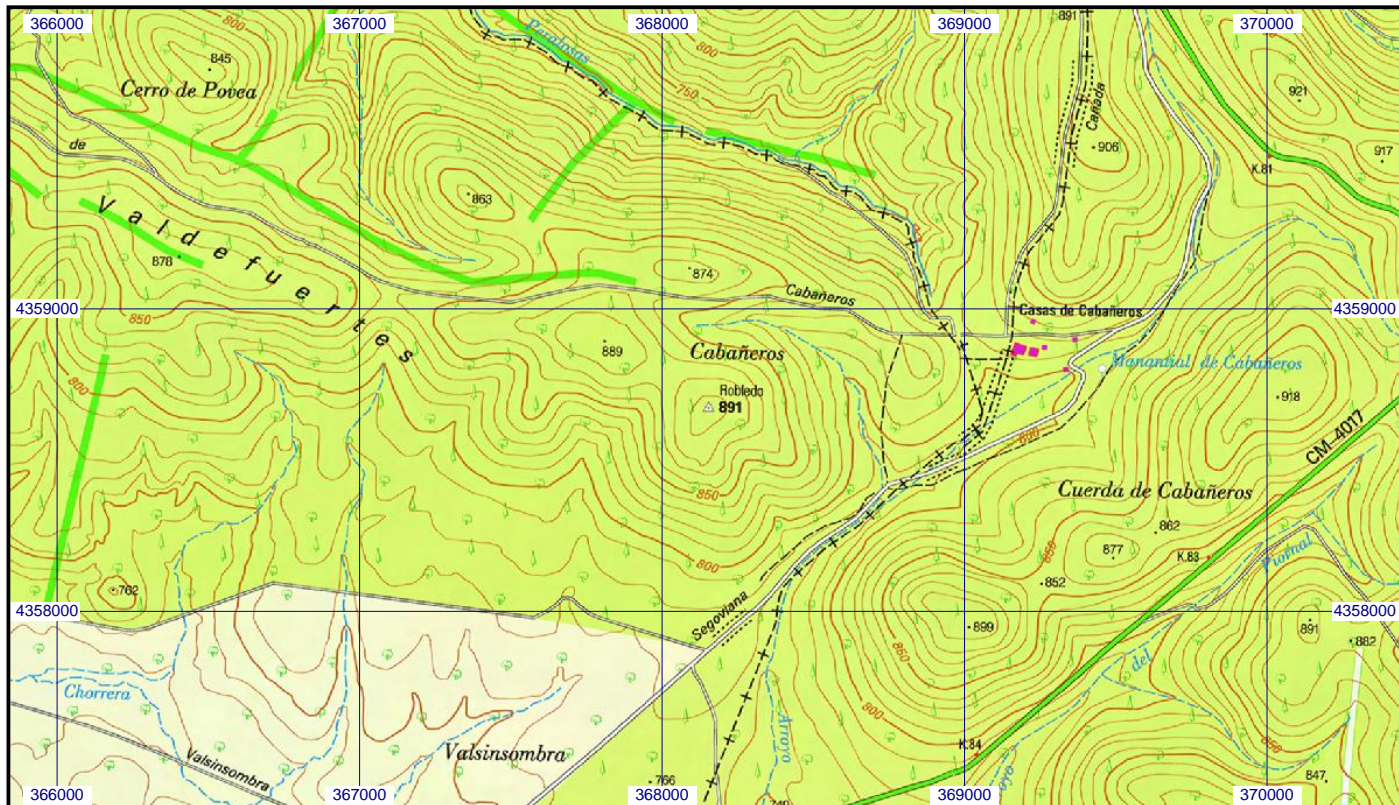 366000
367000
368000
369000
370000
891
800
845
Cerro de Povea
750
921
Cañada
906
917
K.81
de
863
Valdefuertes
878
874
Cabañeros
4359000
4359000
850
Casas de Cabañeros
889
Cabañeros
Manantial de Cabañeros
800
Robledo
891
918
CM-4017
850
Cuerda de Cabañeros
862
877
K.83
850
852
Piornal
800
762
4358000
4358000
Segoviana
899
891
882
850
del
Chorrera
800
Arroyo
K.84
850
Valsinsombra
Valsinsombra
766
847
366000
367000
368000
369000
370000